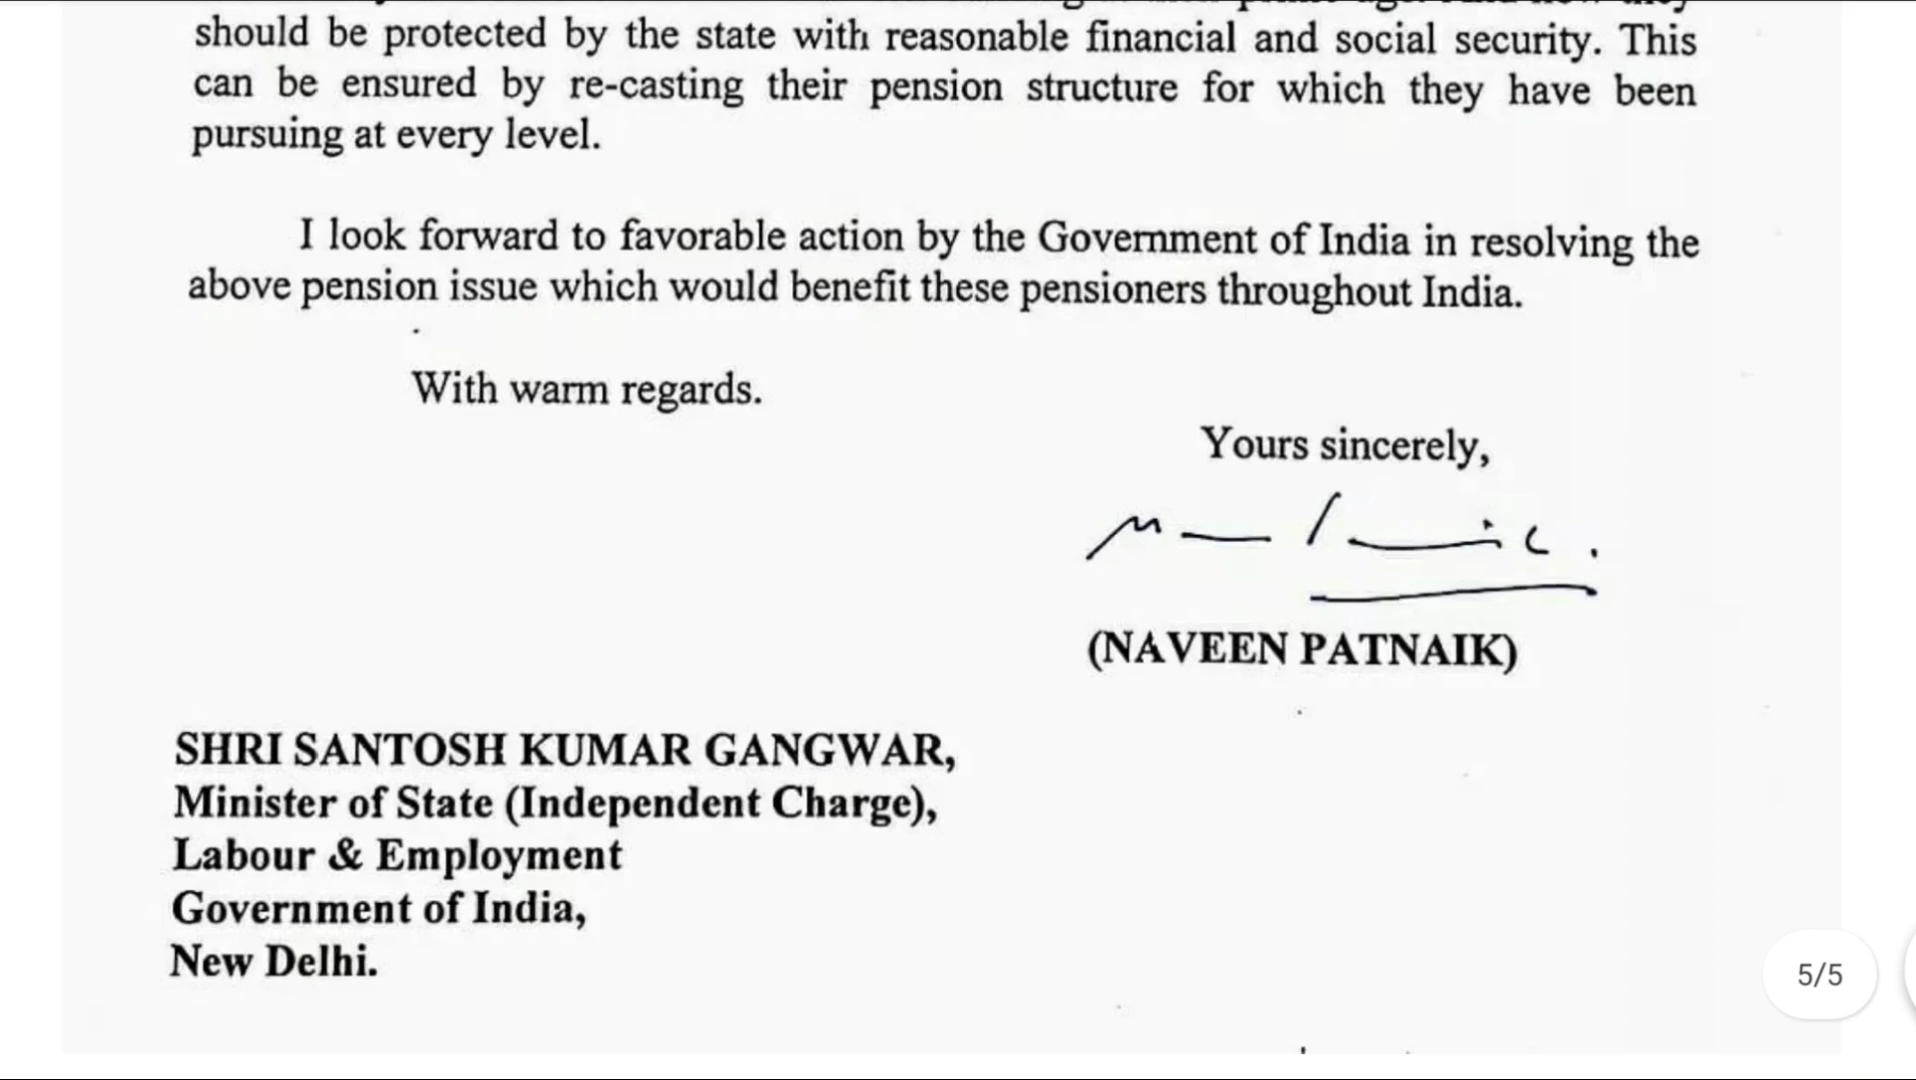 should be protected by the state with reasonable financial and social security. This
can be ensured by re-casting their pension structure for which they have been
pursuing at every level.
I look forward to favorable action by the Government of India in resolving the
above pension issue which would benefit these pensioners throughout India.
With warm regards.
Yours sincerely,
(NAVEEN PATNAIK)
SHRI SANTOSH KUMAR GANGWAR,
Minister of State (Independent Charge),
Labour & Employment
Government of India,
New Delhi.
5/5